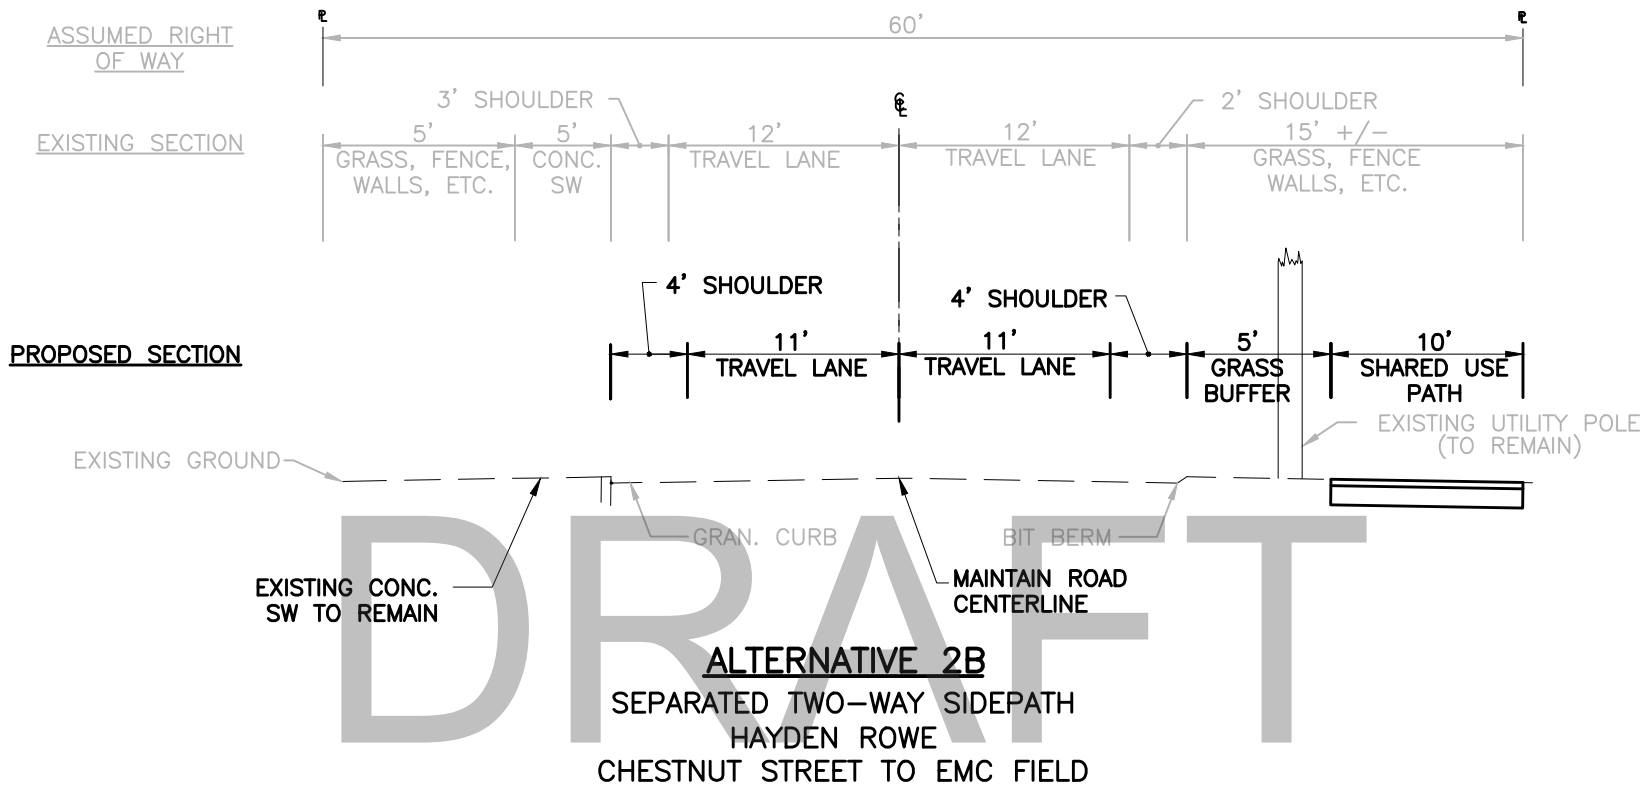 ASSUMED RIGHT
OF WAY
PL
60'
PL
EXISTING SECTION
3' SHOULDER
CL
2' SHOULDER
5'
GRASS, FENCE,
WALLS, ETC.
5'
CONC.
SW
12'
TRAVEL LANE
12'
TRAVEL LANE
15' +/-
GRASS, FENCE
WALLS, ETC.
4' SHOULDER
4' SHOULDER
PROPOSED SECTION
11'
TRAVEL LANE
11'
TRAVEL LANE
5'
GRASS
BUFFER
10'
SHARED USE
PATH
EXISTING UTILITY POLE
(TO REMAIN)
EXISTING GROUND
GRAN. CURB
BIT BERM
EXISTING CONC.
SW TO REMAIN
MAINTAIN ROAD
CENTERLINE
DRAFT
ALTERNATIVE 2B
SEPARATED TWO-WAY SIDEPATH
HAYDEN ROWE
CHESTNUT STREET TO EMC FIELD